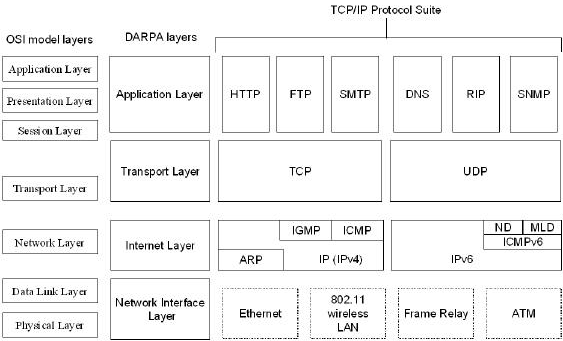 TCP/IP Protocol Suite
OSI model layers
DARPA layers
Application Layer
Presentation Layer
Session Layer
Application Layer
HTTP
FTP
SMTP
DNS
RIP
SNMP
Transport Layer
Transport Layer
TCP
UDP
Network Layer
Internet Layer
IGMP
ICMP
ARP
IP (IPv4)
ND
MLD
ICMPv6
IPv6
Data Link Layer
Physical Layer
Network Interface
Layer
Ethernet
802.11
wireless
LAN
Frame Relay
ATM